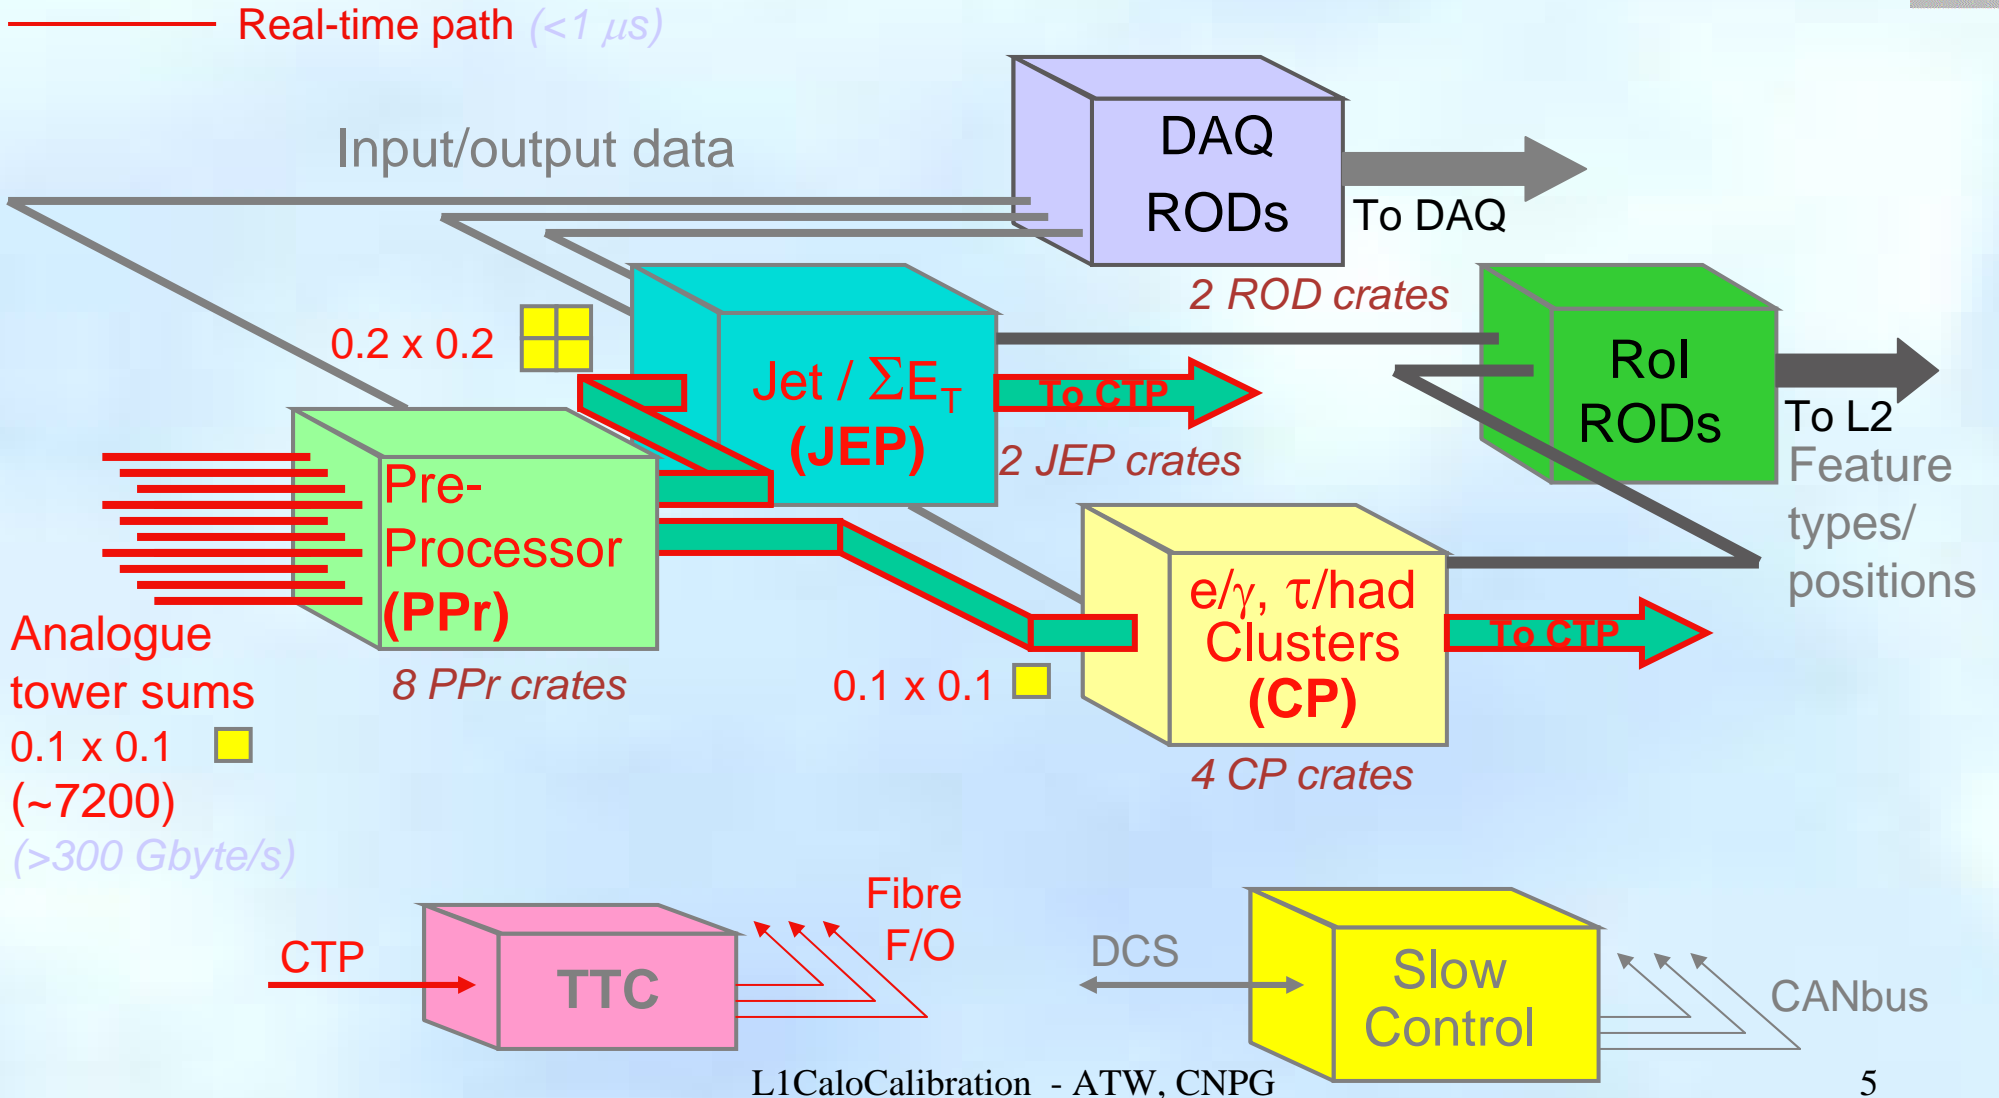 Real-time path (<1 μs)
Input/output data
DAQ
RODs
To DAQ
2 ROD crates
0.2 x 0.2
Jet / ΣE_T
(JEP)
To CTP
2 JEP crates
RoI
RODs
To L2
Feature
types/
positions
Pre-
Processor
(PPr)
8 PPr crates
Analogue
tower sums
0.1 x 0.1
(~7200)
(>300 Gbyte/s)
0.1 x 0.1
e/γ, τ/had
Clusters
(CP)
To CTP
4 CP crates
CTP
TTC
Fibre
F/O
DCS
Slow
Control
CANbus
L1CaloCalibration - ATW, CNPG
5